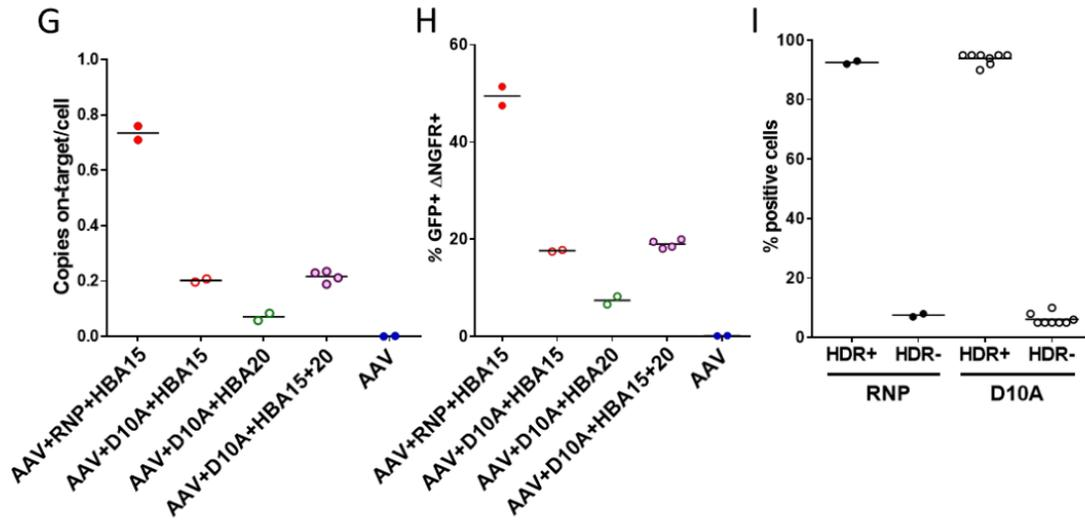 G
Copies on-target/cell
1.0
0.8
0.6
0.4
0.2
0.0
AAV+RNP+HBA15
AAV+D10A+HBA15
AAV+D10A+HBA20
AAV+D10A+HBA15+20
AAV
H
% GFP+ ΔNGFR+
60
40
20
0
AAV+RNP+HBA15
AAV+D10A+HBA15
AAV+D10A+HBA20
AAV+D10A+HBA15+20
AAV
I
% positive cells
100
80
60
40
20
0
HDR+ HDR- HDR+ HDR-
RNP D10A